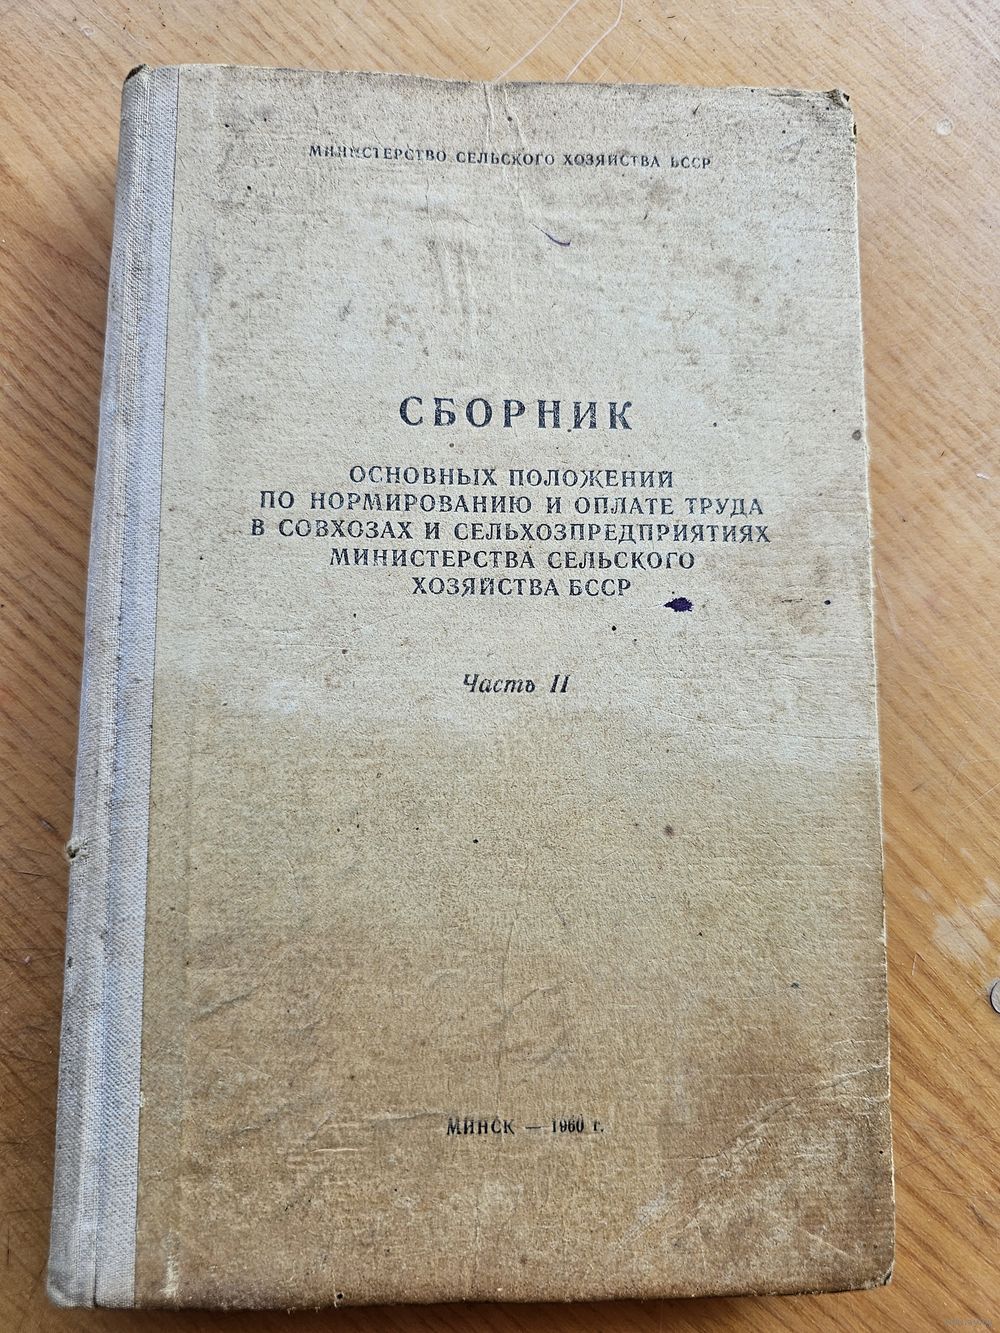 МИНИСТЕРСТВО СЕЛЬСКОГО ХОЗЯЙСТВА БССР
СБОРНИК
ОСНОВНЫХ ПОЛОЖЕНИЙ
ПО НОРМИРОВАНИЮ И ОПЛАТЕ ТРУДА
В СОВХОЗАХ И СЕЛЬХОЗПРЕДПРИЯТИЯХ
МИНИСТЕРСТВА СЕЛЬСКОГО
ХОЗЯЙСТВА БССР
Часть II
МИНСК — 1960 г.